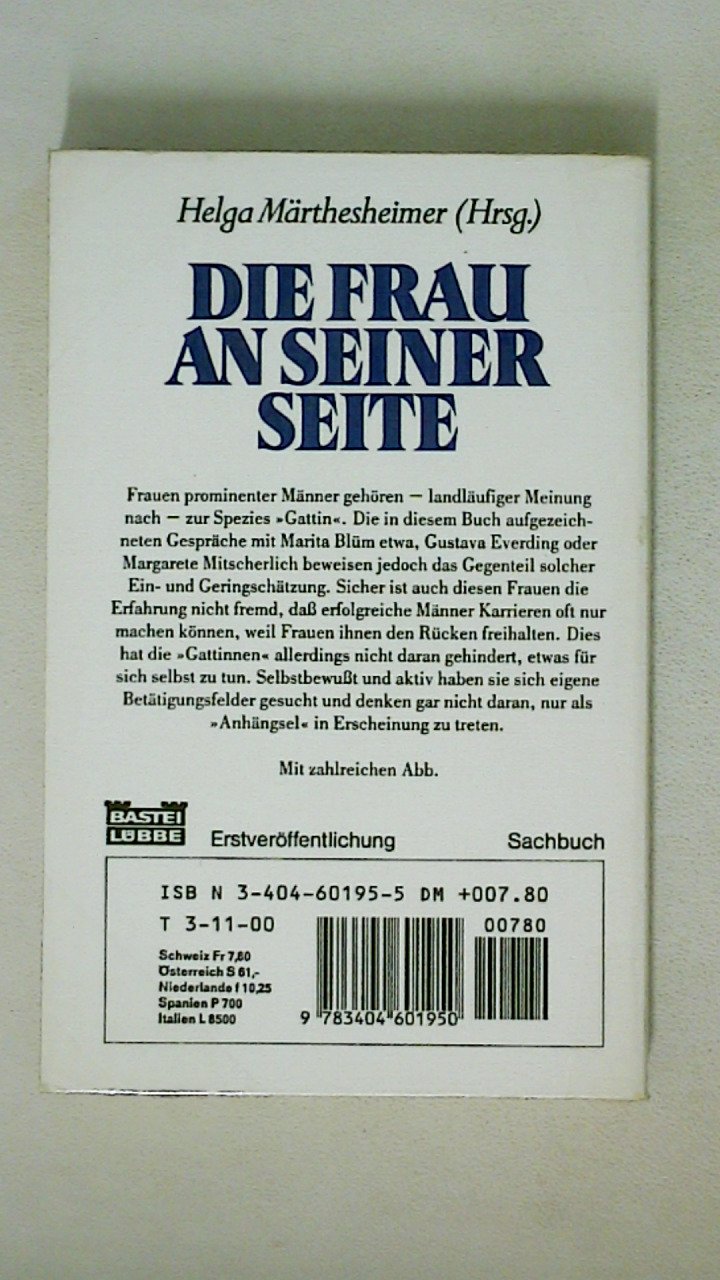 Helga Märthesheimer (Hrsg.)
DIE FRAU
AN SEINER
SEITE
Frauen prominenter Männer gehören — landläufiger Meinung
nach — zur Spezies »Gattin«. Die in diesem Buch aufgezeich-
neten Gespräche mit Marita Blüm etwa, Gustava Everding oder
Margarete Mitscherlich beweisen jedoch das Gegenteil solcher
Ein- und Geringschätzung. Sicher ist auch diesen Frauen die
Erfahrung nicht fremd, daß erfolgreiche Männer Karrieren oft nur
machen können, weil Frauen ihnen den Rücken freihalten. Dies
hat die »Gattinnen« allerdings nicht daran gehindert, etwas für
sich selbst zu tun. Selbstbewußt und aktiv haben sie sich eigene
Betätigungsfelder gesucht und denken gar nicht daran, nur als
»Anhängsel« in Erscheinung zu treten.
Mit zahlreichen Abb.
BASTEI
LÜBBE
Erstveröffentlichung Sachbuch
ISB N 3-404-60195-5 DM +007.80
T 3-11-00 00780
Schweiz Fr 7,80
Österreich S 61,-
Niederlande f 10,25
Spanien P 700
Italien L 8500
9 783404 601950